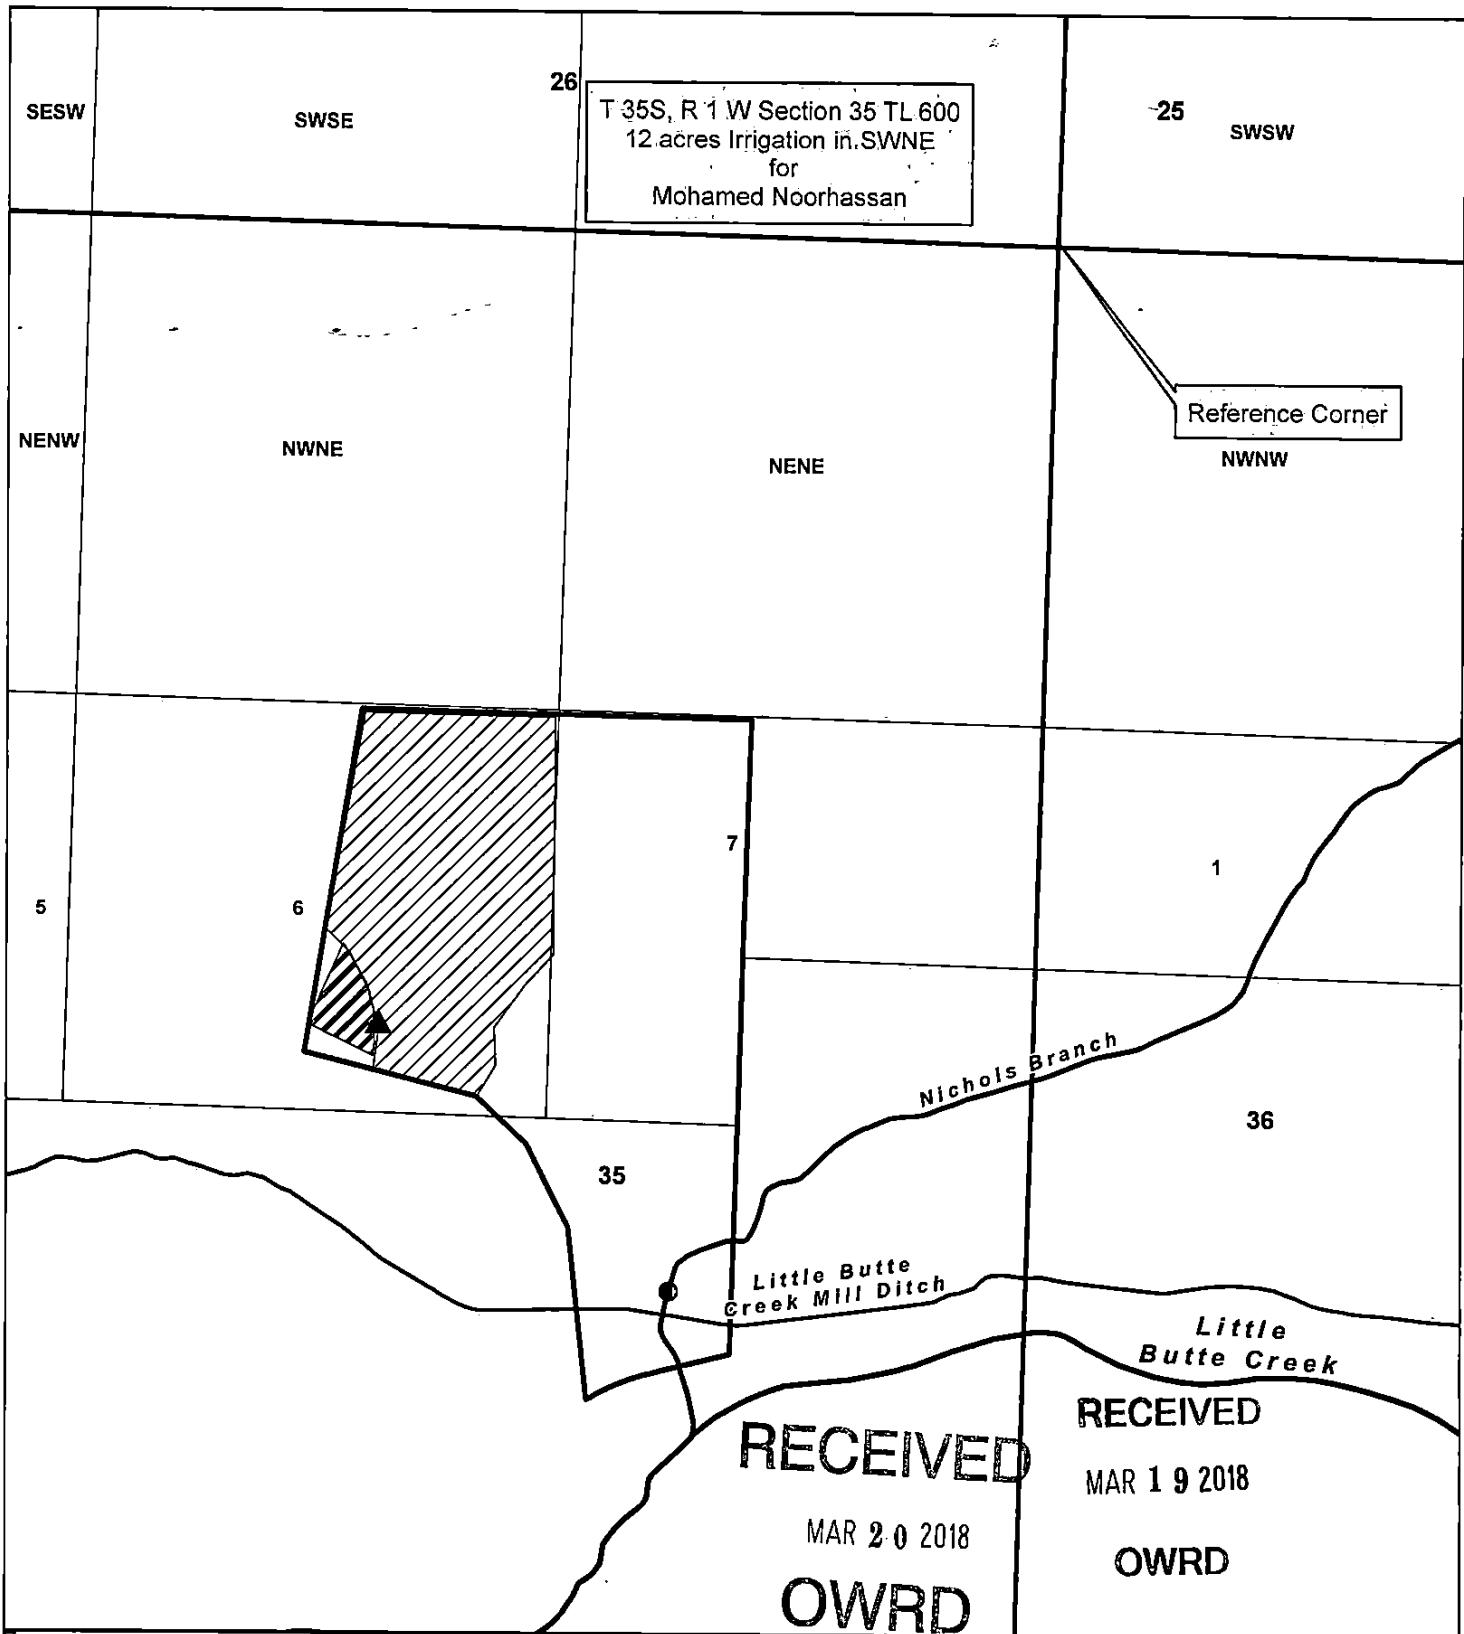 26
T 35S, R 1 W Section 35 TL 600
12 acres Irrigation in SWNE
for
Mohamed Noorhassan
25
SESW
SWSE
SWSW
Reference Corner
NENW
NWNE
NENE
NWNW
7
1
5
6
Nichols Branch
36
35
Little Butte
Creek Mill Ditch
Little
Butte Creek
RECEIVED
MAR 20 2018
OWRD
RECEIVED
MAR 19 2018
OWRD